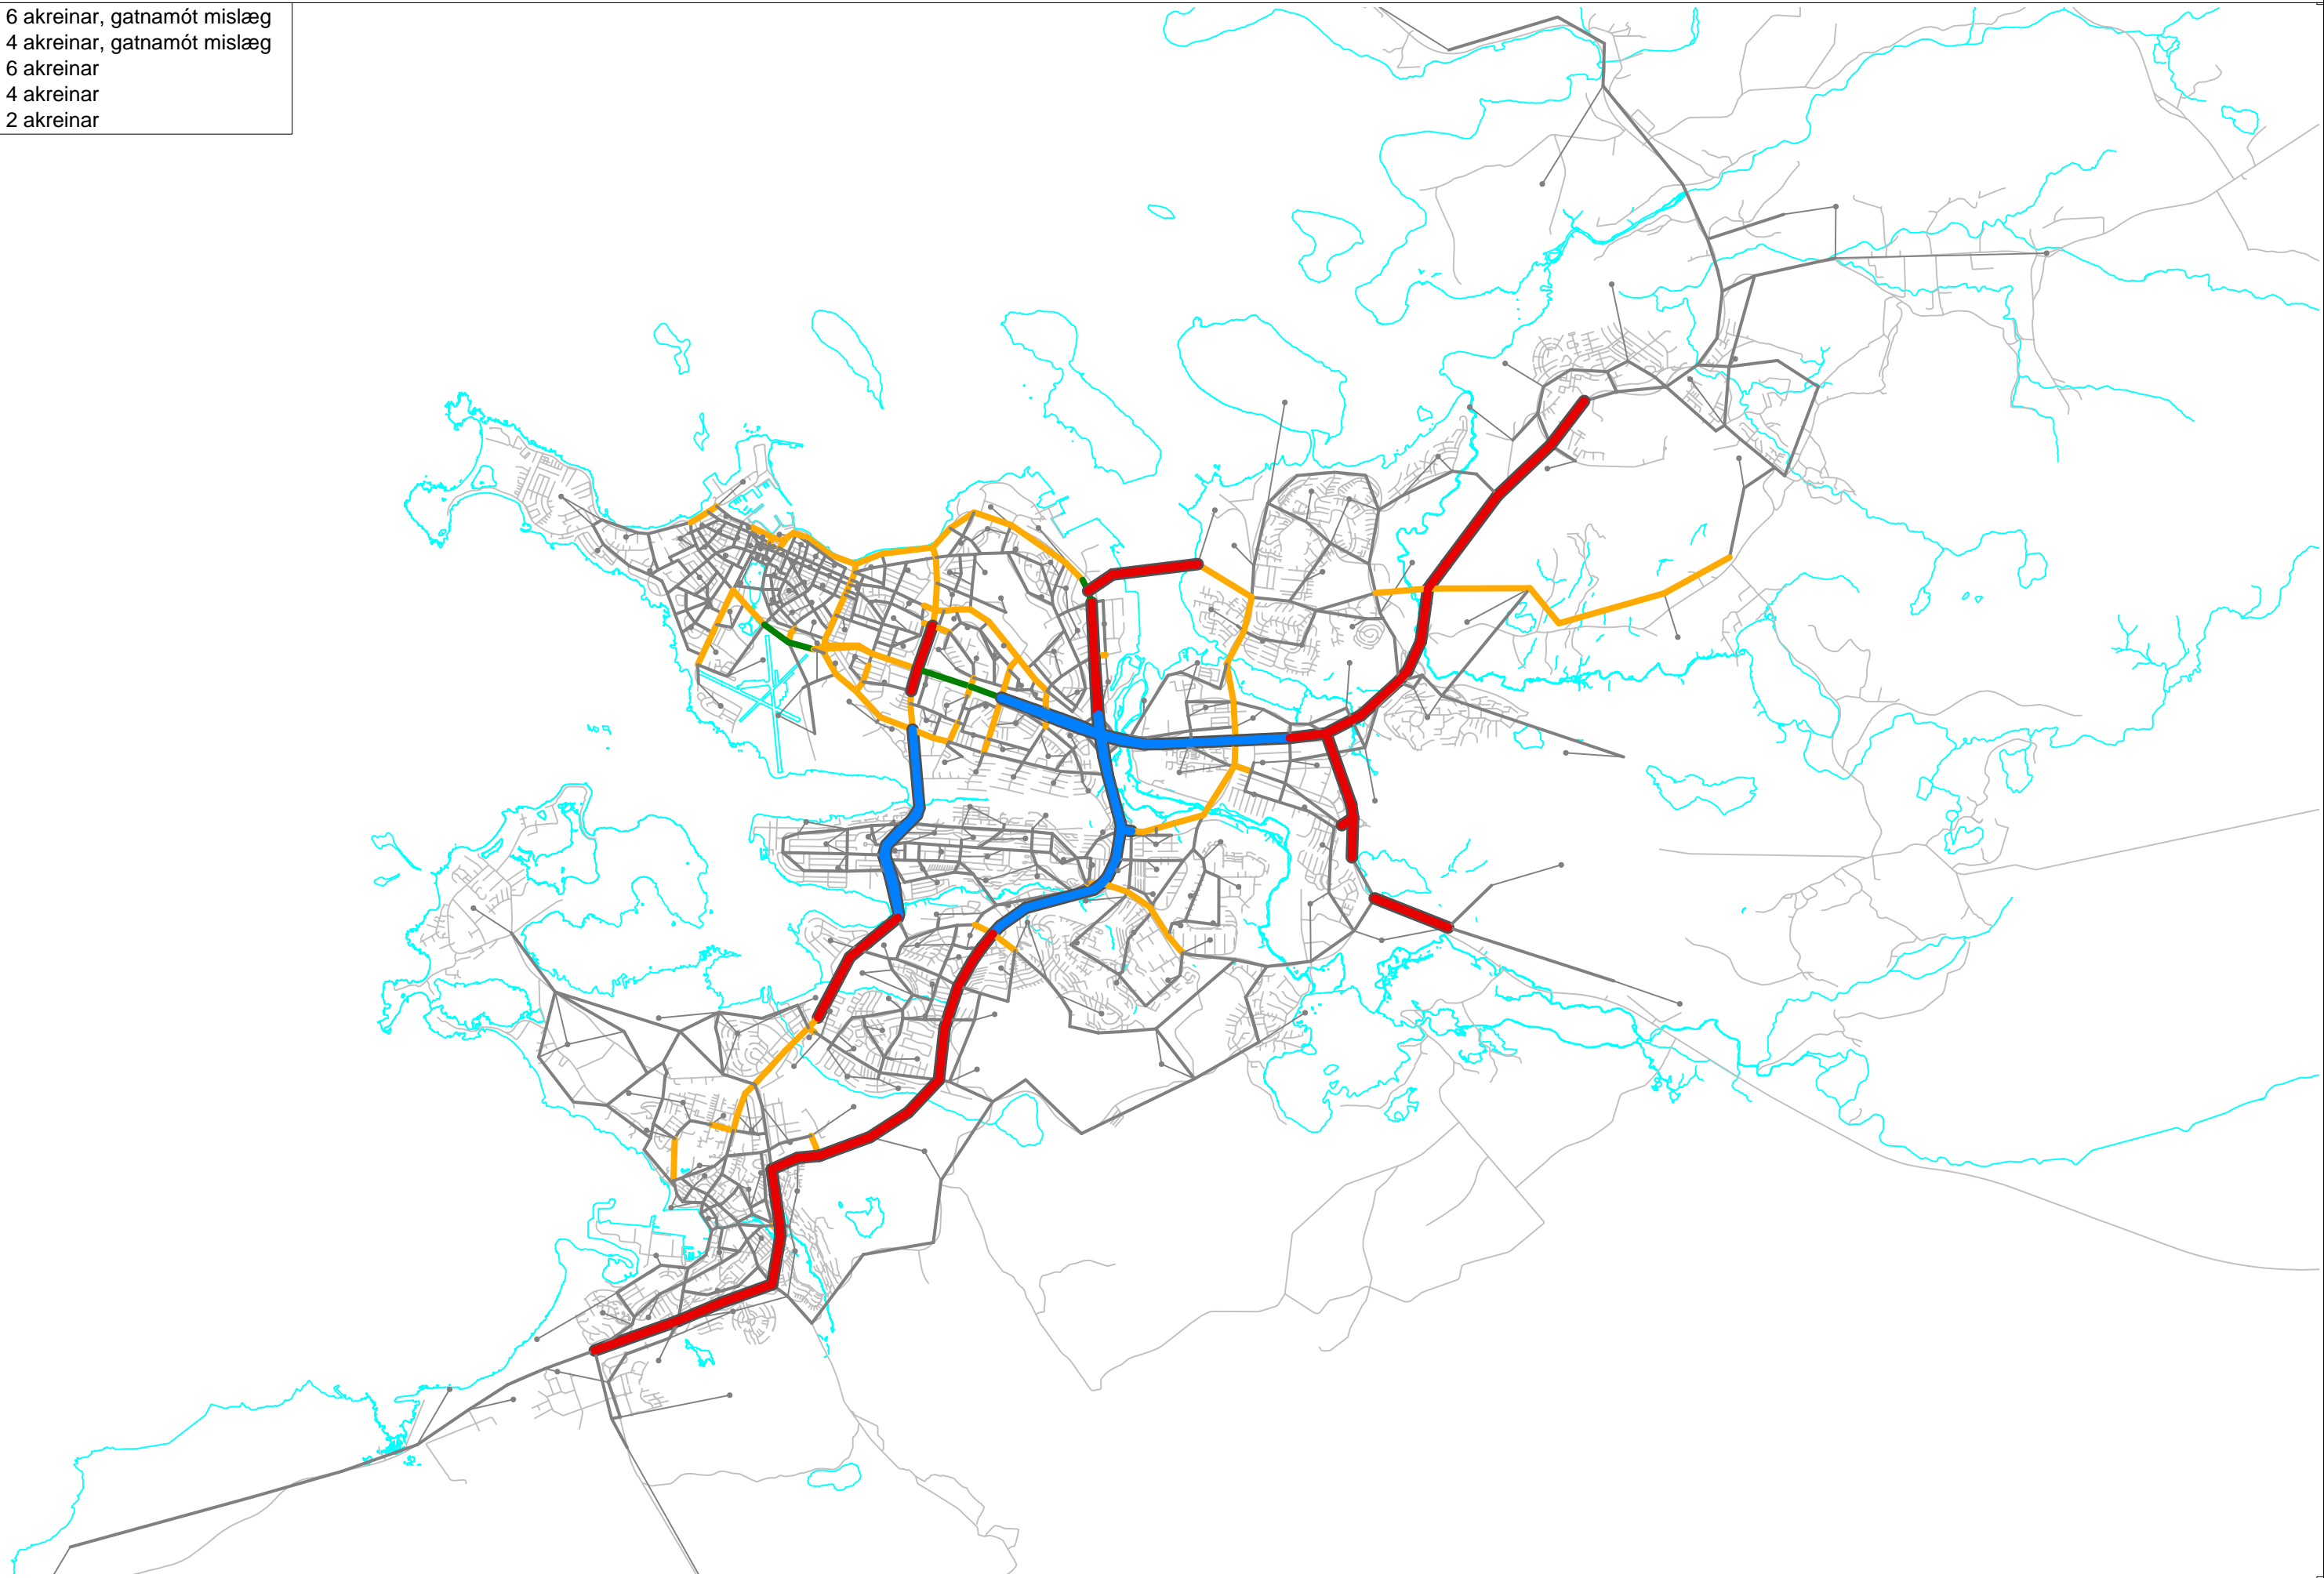 6 akreinar, gatnamót mislæg
4 akreinar, gatnamót mislæg
6 akreinar
4 akreinar
2 akreinar